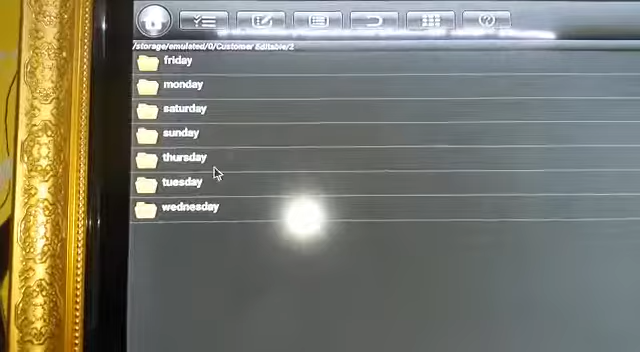 /storage/emulated/0/Customer Editable/2
friday
monday
saturday
sunday
thursday
tuesday
wednesday